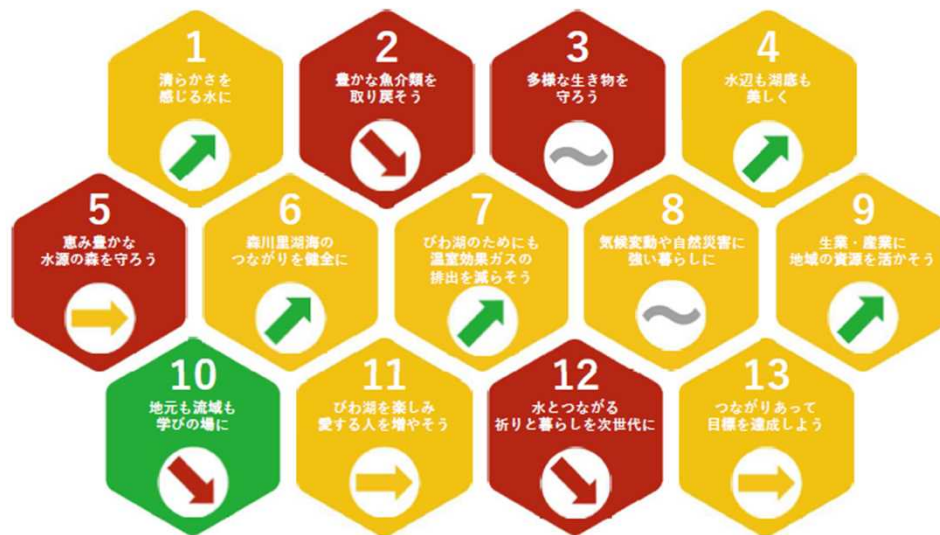 1
清らかさを
感じる水に
2
豊かな魚介類を
取り戻そう
3
多様な生き物を
守ろう
4
水辺も湖底も
美しく
5
恵み豊かな
水源の森を守ろう
6
森川里湖海の
つながりを健全に
7
びわ湖のためにも
温室効果ガスの
排出を減らそう
8
気候変動や自然災害に
強い暮らしに
9
生業・産業に
地域の資源を活かそう
10
地元も流域も
学びの場に
11
びわ湖を楽しみ
愛する人を増やそう
12
水とつながる
祈りと暮らしを次世代に
13
つながりあって
目標を達成しよう